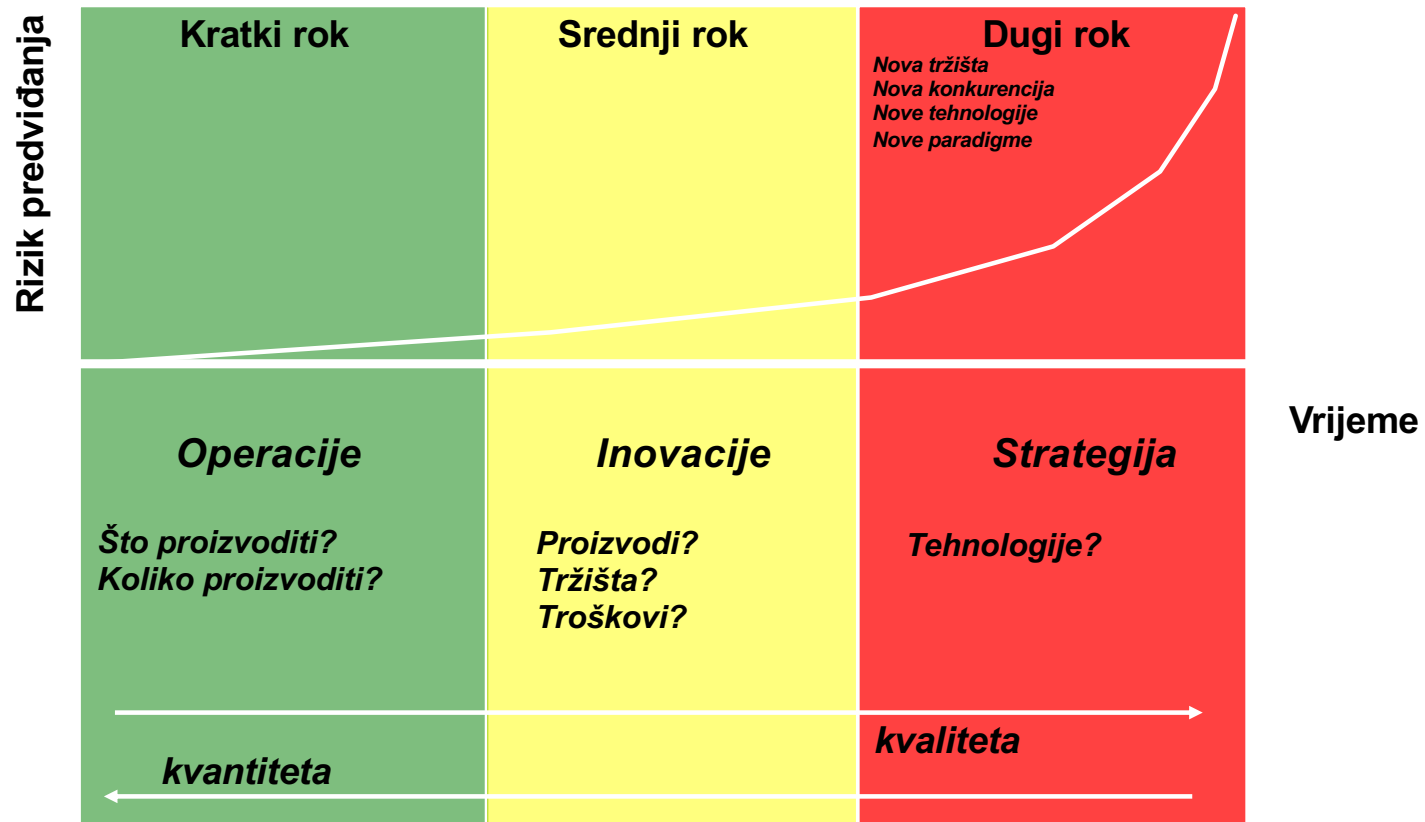 Rizik predviđanja
Kratki rok
Srednji rok
Dugi rok
Nova tržišta
Nova konkurencija
Nove tehnologije
Nove paradigme
Vrijeme
Operacije
Što proizvoditi?
Koliko proizvoditi?
Inovacije
Proizvodi?
Tržišta?
Troškovi?
Strategija
Tehnologije?
kvaliteta
kvantiteta